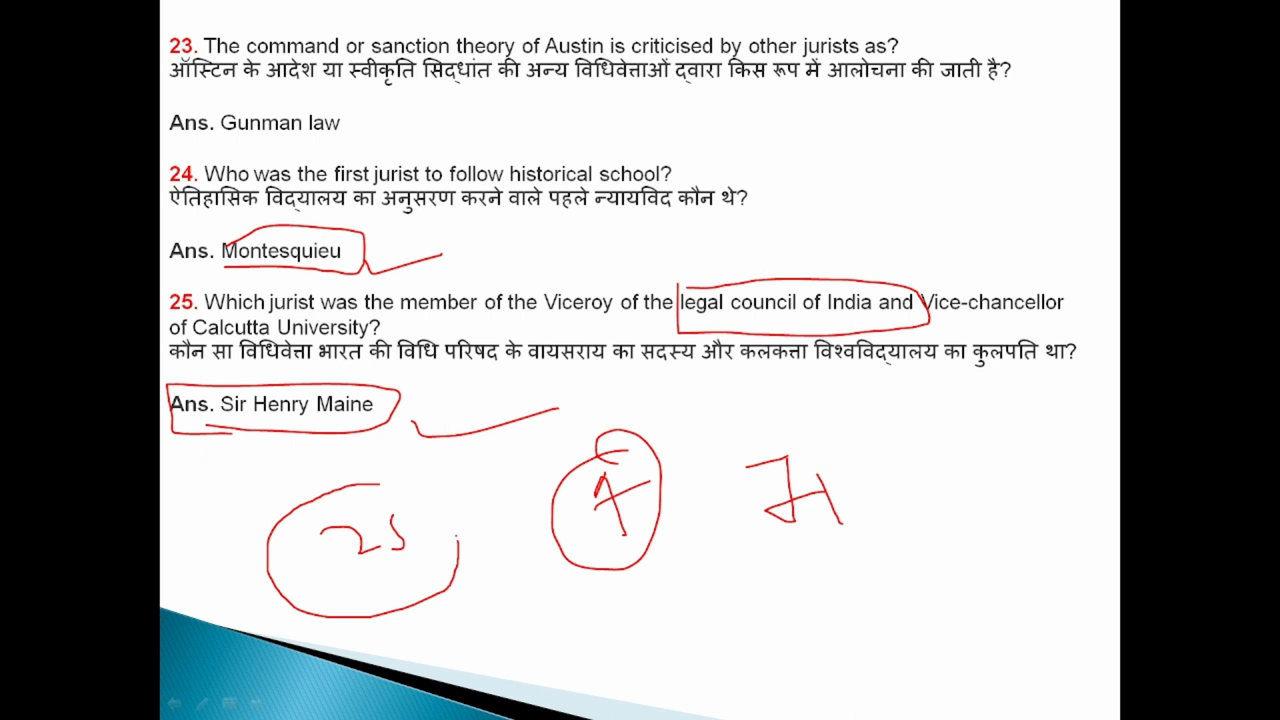 23. The command or sanction theory of Austin is criticised by other jurists as?
ऑस्टिन के आदेश या स्वीकृति सिद्धांत की अन्य विधिवेत्ताओं द्वारा किस रूप में आलोचना की जाती है?
Ans. Gunman law
24. Who was the first jurist to follow historical school?
ऐतिहासिक विद्यालय का अनुसरण करने वाले पहले न्यायविद कौन थे?
Ans. Montesquieu
25. Which jurist was the member of the Viceroy of the legal council of India and Vice-chancellor
of Calcutta University?
कौन सा विधिवेत्ता भारत की विधि परिषद के वायसराय का सदस्य और कलकत्ता विश्वविद्यालय का कुलपति था?
Ans. Sir Henry Maine
25